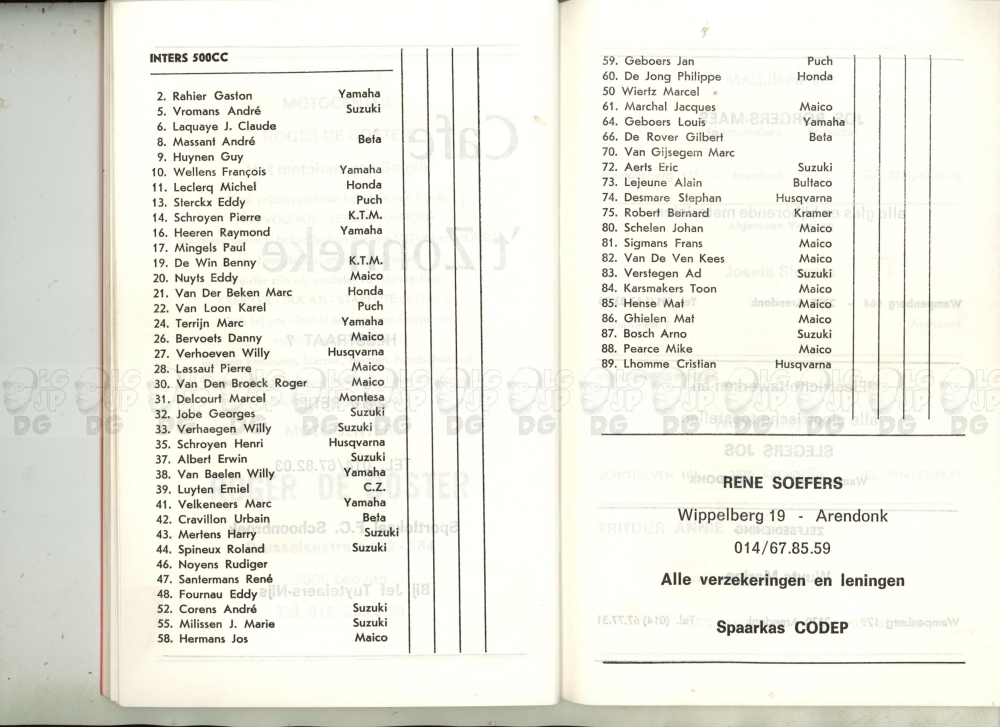 INTERS 500CC
2. Rahier Gaston Yamaha
5. Vromans André Suzuki
6. Laquaye J. Claude
8. Massant André Beta
9. Huynen Guy
10. Wellens François Yamaha
11. Leclerq Michel Honda
13. Sterckx Eddy Puch
14. Schroyen Pierre K.T.M.
16. Heeren Raymond Yamaha
17. Mingels Paul
19. De Win Benny K.T.M.
20. Nuyts Eddy Maico
21. Van Der Beken Marc Honda
22. Van Loon Karel Puch
24. Terrijn Marc Yamaha
26. Bervoets Danny Maico
27. Verhoeven Willy Husqvarna
28. Lassaut Pierre Maico
30. Van Den Broeck Roger Maico
31. Delcourt Marcel Montesa
32. Jobe Georges Suzuki
33. Verhaegen Willy Suzuki
35. Schroyen Henri Husqvarna
37. Albert Erwin Suzuki
38. Van Baelen Willy Yamaha
39. Luyten Emiel C.Z.
41. Velkeneers Marc Yamaha
42. Cravillon Urbain Beta
43. Mertens Harry Suzuki
44. Spineux Roland Suzuki
46. Noyens Rudiger
47. Santermans René
48. Fournau Eddy
52. Corens André Suzuki
55. Milissen J. Marie Suzuki
58. Hermans Jos Maico
59. Geboers Jan Puch
60. De Jong Philippe Honda
50 Wiertz Marcel
61. Marchal Jacques Maico
64. Geboers Louis Yamaha
66. De Rover Gilbert Beta
70. Van Gijsegem Marc
72. Aerts Eric Suzuki
73. Lejeune Alain Bultaco
74. Desmare Stephan Husqvarna
75. Robert Bernard Kramer
80. Schelen Johan Maico
81. Sigmans Frans Maico
82. Van De Ven Kees Maico
83. Verstegen Ad Suzuki
84. Karsmakers Toon Maico
85. Hense Mat Maico
86. Ghielen Mat Maico
87. Bosch Arno Suzuki
88. Pearce Mike Maico
89. Lhomme Cristian Husqvarna
RENE SOEFERS
Wippelberg 19 - Arendonk
014/67.85.59
Alle verzekeringen en leningen
Spaarkas CODEP